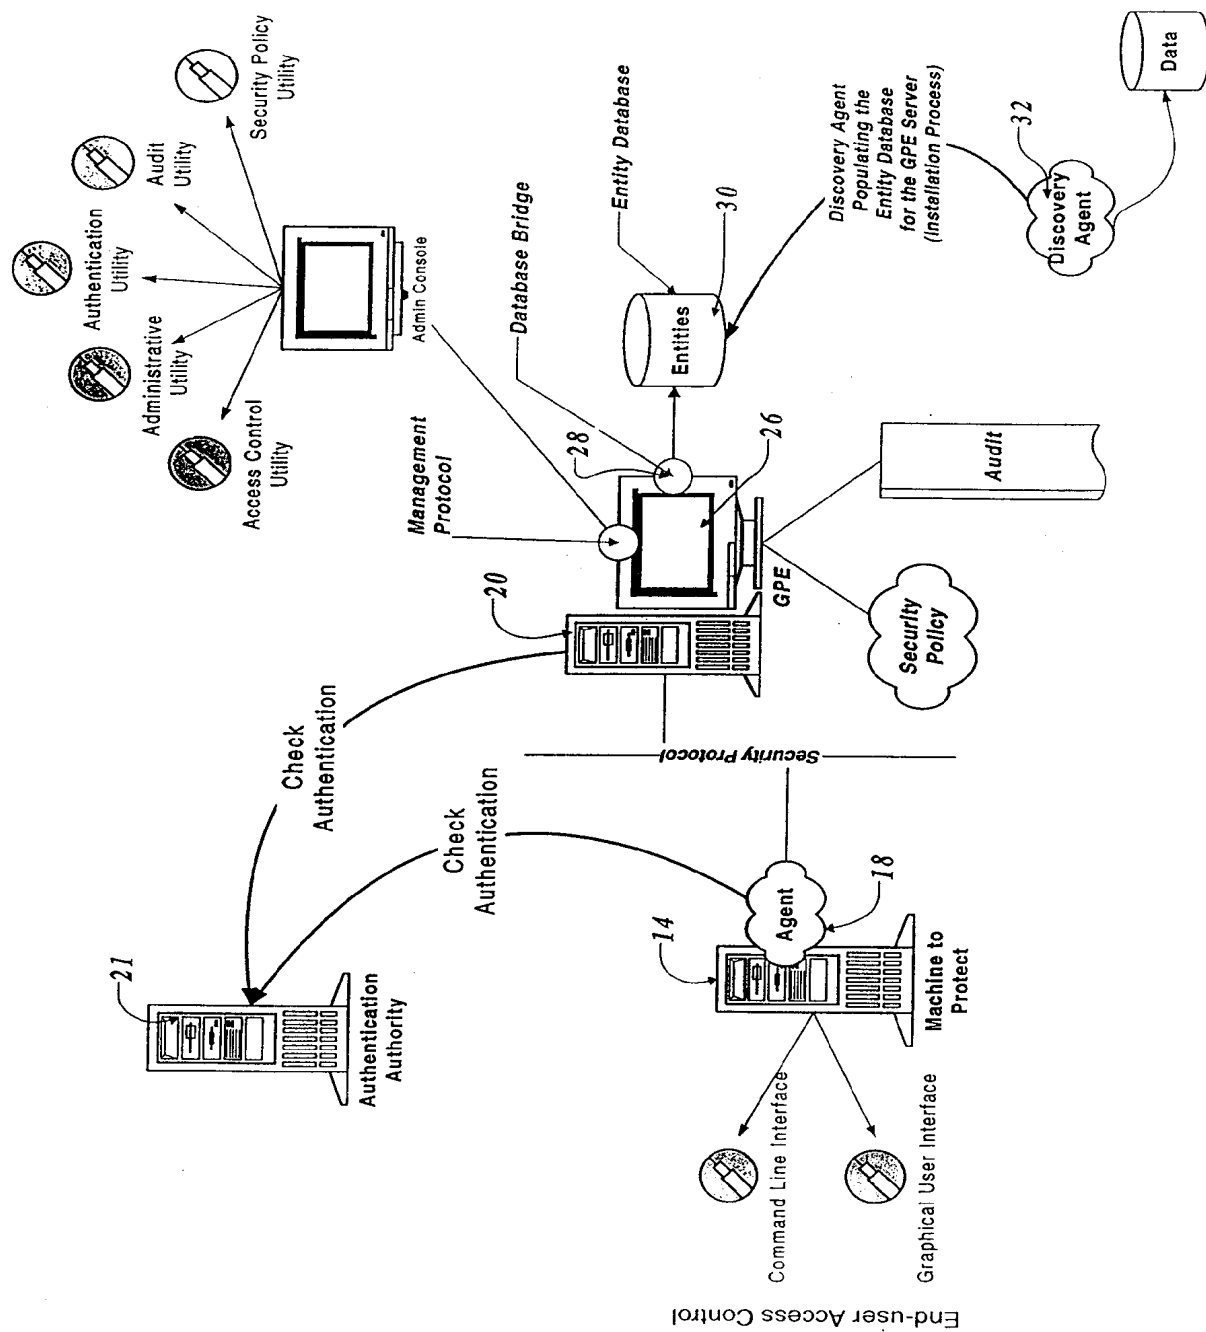 Security Policy
Utility
Audit
Utility
Authentication
Utility
Administrative
Utility
Access Control
Utility
Admin Console
Management
Protocol
Database Bridge
Entity Database
28
30
Entities
26
20
GPE
Discovery Agent
Populating the
Entity Database
for the GPE Server
(Installation Process)
32
Discovery
Agent
Data
Audit
Security
Policy
Security Protocol
Check
Authentication
Check
Authentication
21
Authentication
Authority
14
Agent
18
Machine to
Protect
Command Line Interface
Graphical User Interface
End-user Access Control